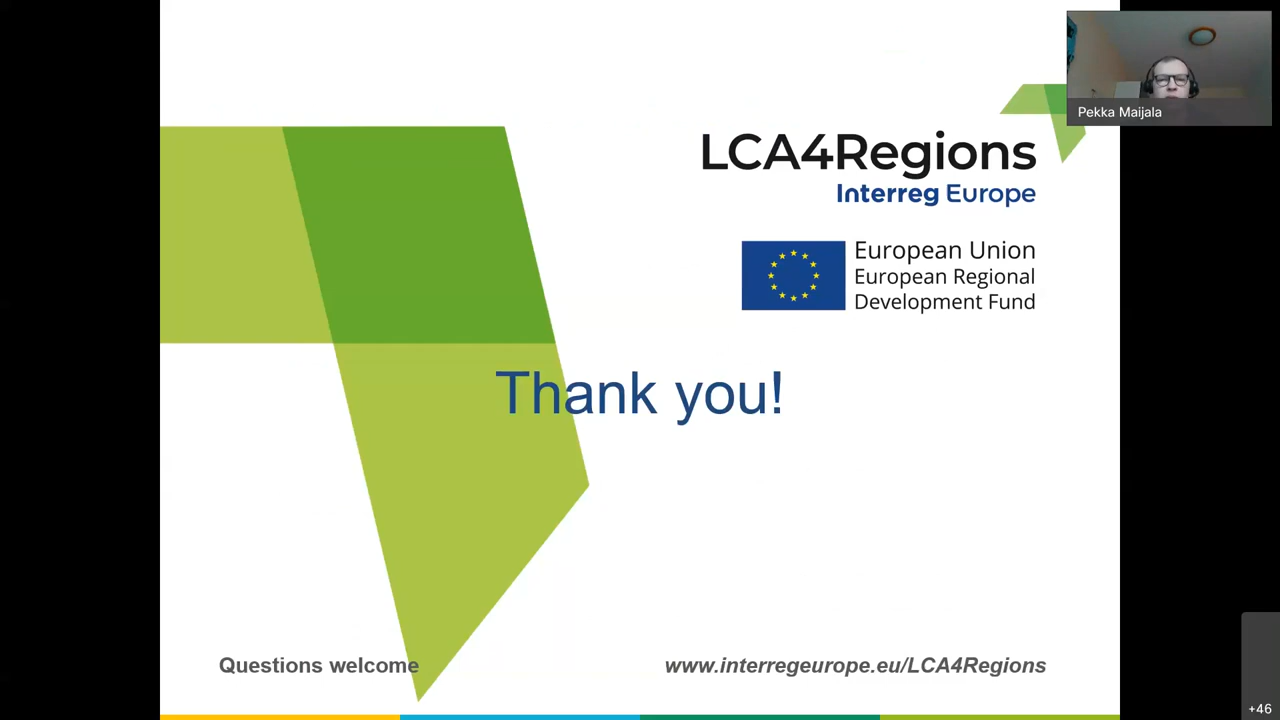 Pekka Maijala
LCA4Regions
Interreg Europe
European Union
European Regional
Development Fund
Thank you!
Questions welcome
www.interregeurope.eu/LCA4Regions
+46